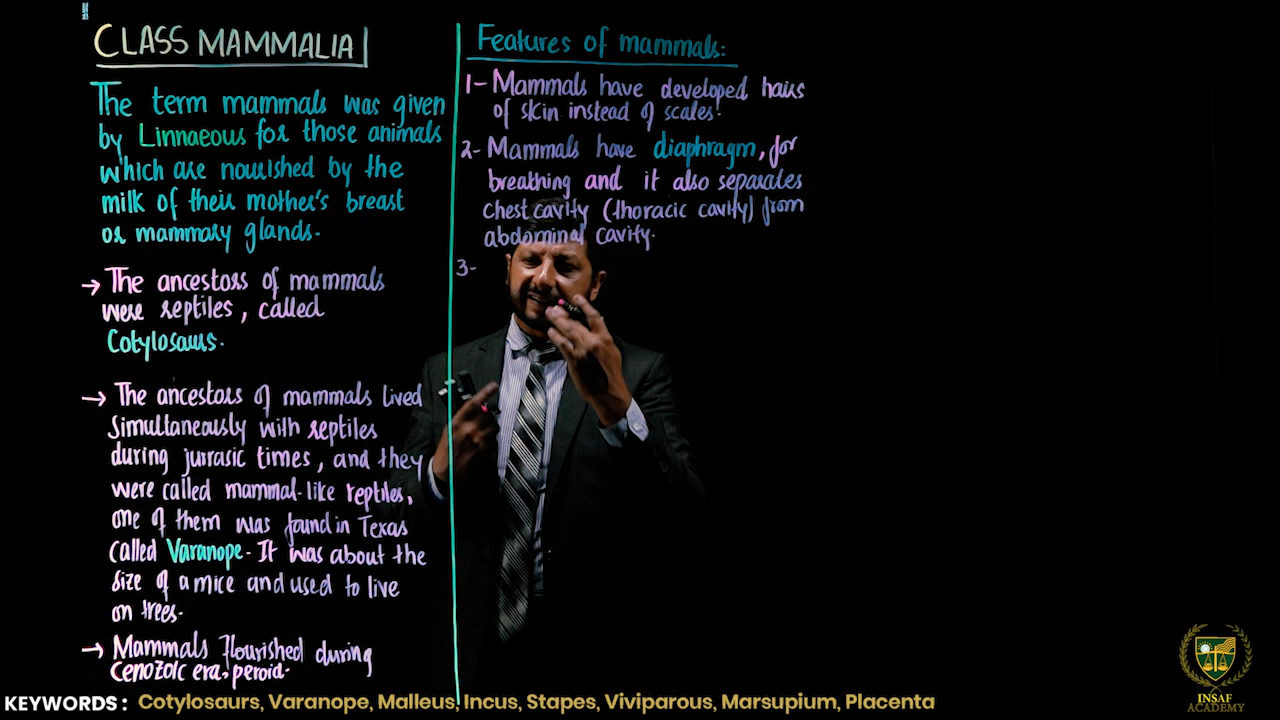 CLASS MAMMALIA
The term mammals was given
by Linnaeous for those animals
which are nourished by the
milk of their mother's breast
or mammary glands.
→ The ancestors of mammals
were reptiles, called
Cotylosaurs.
→ The ancestors of mammals lived
Simultaneously with reptiles
during jurrasic times, and they
were called mammal-like reptiles,
one of them was found in Texas
called Varanope. It was about the
size of a mice and used to live
on trees.
→ Mammals flourished during
Cenozoic era, peroid.
Features of mammals:
1- Mammals have developed hairs
of skin instead of scales.
2- Mammals have diaphragm, for
breathing and it also separates
Chest cavity (thoracic cavity) from
abdominal cavity.
3-
KEYWORDS : Cotylosaurs, Varanope, Malleus, Incus, Stapes, Viviparous, Marsupium, Placenta
INSAF
ACADEMY